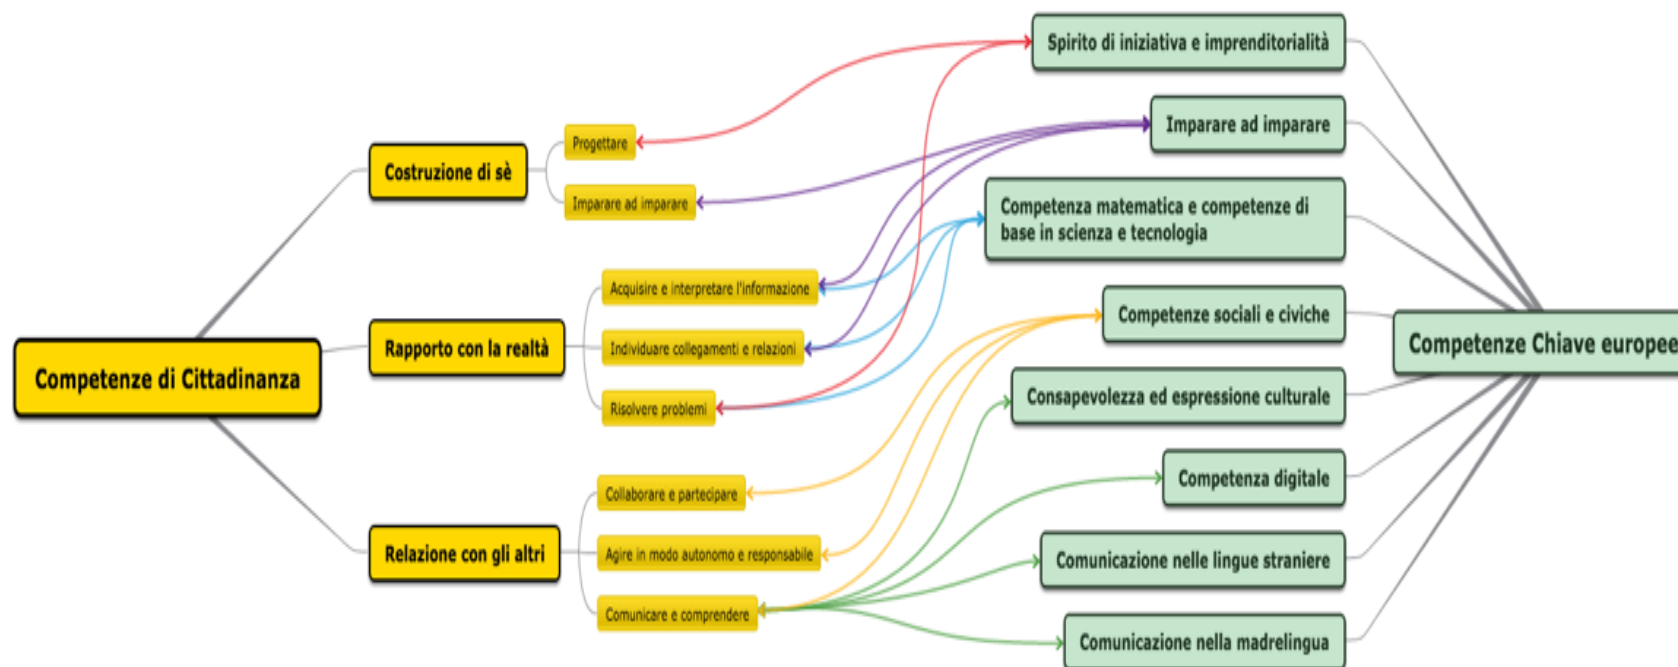 Competenze di Cittadinanza
Costruzione di sè
Progettare
Imparare ad imparare
Rapporto con la realtà
Acquisire e interpretare l'informazione
Individuare collegamenti e relazioni
Risolvere problemi
Relazione con gli altri
Collaborare e partecipare
Agire in modo autonomo e responsabile
Comunicare e comprendere
Spirito di iniziativa e imprenditorialità
Imparare ad imparare
Competenza matematica e competenze di
base in scienza e tecnologia
Competenze sociali e civiche
Consapevolezza ed espressione culturale
Competenza digitale
Comunicazione nelle lingue straniere
Comunicazione nella madrelingua
Competenze Chiave europee